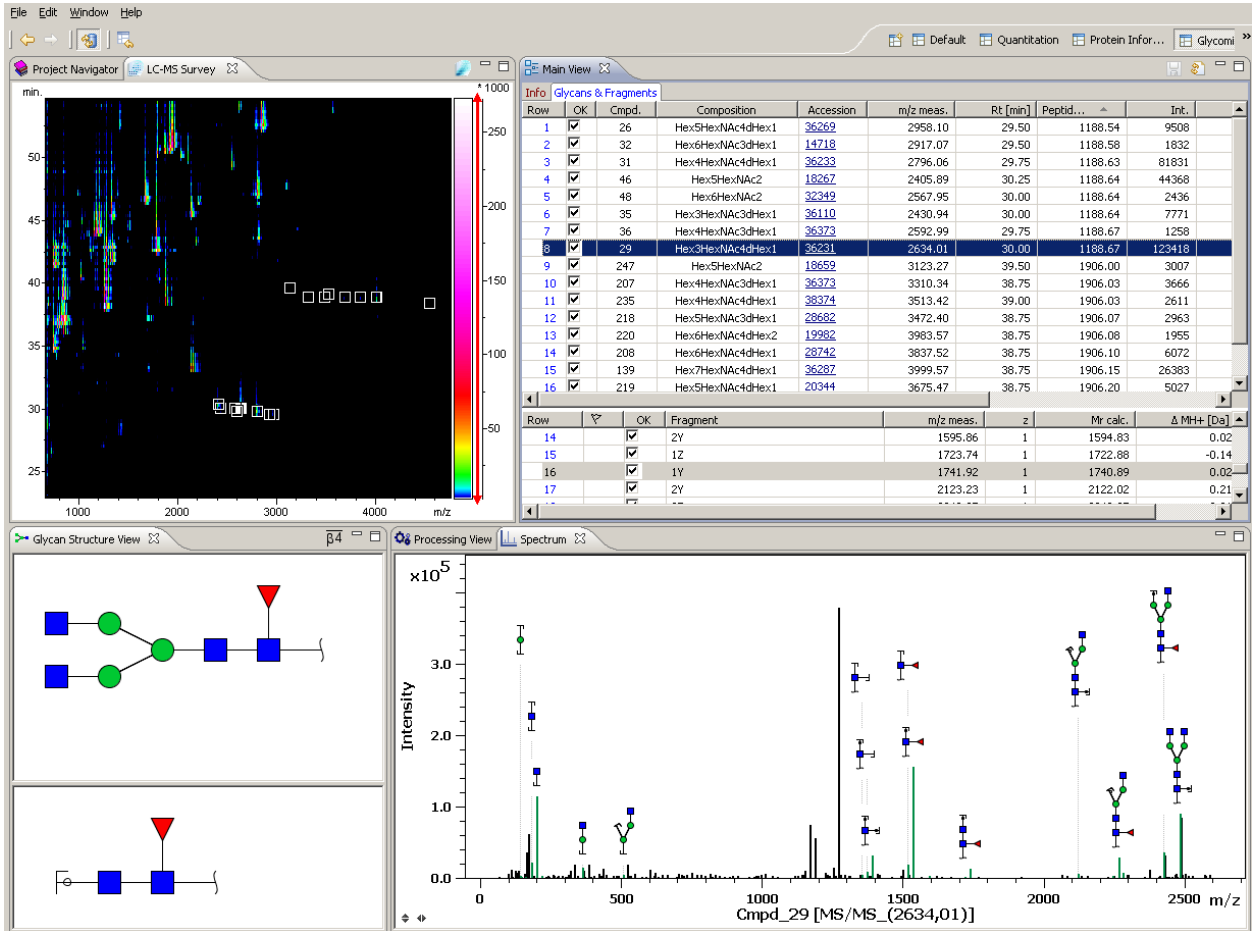 File Edit Window Help
Default Quantitation Protein Infor... Glycomi »
Project Navigator LC-MS Survey
min.
* 1000
50
45
40
35
30
25
250
200
150
100
50
1000 2000 3000 4000 m/z
Main View
Info Glycans & Fragments
Row OK Cmpd. Composition Accession m/z meas. Rt [min] Peptid... Int.
1 26 Hex5HexNAc4dHex1 36269 2958.10 29.50 1188.54 9508
2 32 Hex6HexNAc3dHex1 14718 2917.07 29.50 1188.58 1832
3 31 Hex4HexNAc4dHex1 36233 2796.06 29.75 1188.63 81831
4 46 Hex5HexNAc2 18267 2405.89 30.25 1188.64 44368
5 48 Hex6HexNAc2 32349 2567.95 30.00 1188.64 2436
6 35 Hex3HexNAc3dHex1 36110 2430.94 30.00 1188.64 7771
7 36 Hex4HexNAc3dHex1 36373 2592.99 29.75 1188.67 1258
8 29 Hex3HexNAc4dHex1 36231 2634.01 30.00 1188.67 123418
9 247 Hex5HexNAc2 18659 3123.27 39.50 1906.00 3007
10 207 Hex4HexNAc3dHex1 36373 3310.34 38.75 1906.03 3666
11 235 Hex4HexNAc4dHex1 38374 3513.42 39.00 1906.03 2611
12 218 Hex5HexNAc3dHex1 28682 3472.40 38.75 1906.07 2963
13 220 Hex6HexNAc4dHex2 19982 3983.57 38.75 1906.08 1955
14 208 Hex6HexNAc4dHex1 28742 3837.52 38.75 1906.10 6072
15 139 Hex7HexNAc4dHex1 36287 3999.57 38.75 1906.15 26383
16 219 Hex5HexNAc4dHex1 20344 3675.47 38.75 1906.20 5027
Row OK Fragment m/z meas. z Mr calc. Δ MH+ [Da]
14 2Y 1595.86 1 1594.83 0.02
15 1Z 1723.74 1 1722.88 -0.14
16 1Y 1741.92 1 1740.89 0.02
17 2Y 2123.23 1 2122.02 0.21
Glycan Structure View β4
Processing View Spectrum
×10⁵
Intensity
3.0
2.0
1.0
0.0
0 500 1000 1500 2000 2500 m/z
Cmpd_29 [MS/MS_(2634,01)]